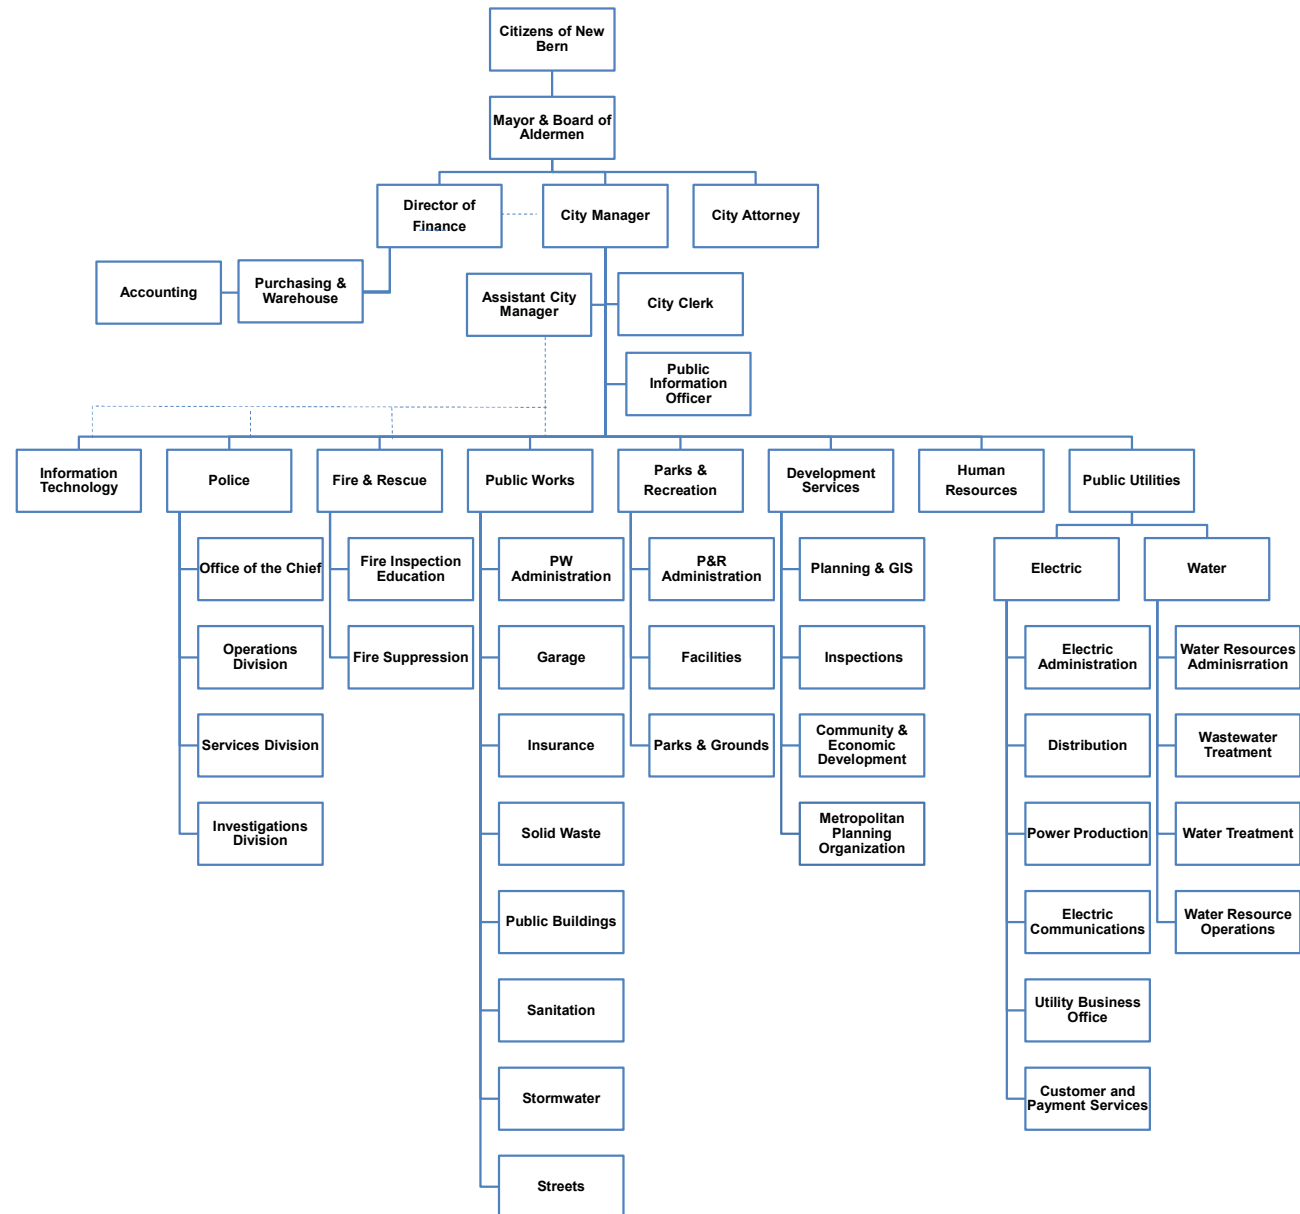 Citizens of New
Bern
Mayor & Board of
Aldermen
Director of
Finance
City Manager
City Attorney
Accounting
Purchasing &
Warehouse
Assistant City
Manager
City Clerk
Public
Information
Officer
Information
Technology
Police
Fire & Rescue
Public Works
Parks &
Recreation
Development
Services
Human
Resources
Public Utilities
Office of the Chief
Operations
Division
Services Division
Investigations
Division
Fire Inspection
Education
Fire Suppression
PW
Administration
Garage
Insurance
Solid Waste
Public Buildings
Sanitation
Stormwater
Streets
P&R
Administration
Facilities
Parks & Grounds
Planning & GIS
Inspections
Community &
Economic
Development
Metropolitan
Planning
Organization
Electric
Water
Electric
Administration
Distribution
Power Production
Electric
Communications
Utility Business
Office
Customer and
Payment Services
Water Resources
Adminisrration
Wastewater
Treatment
Water Treatment
Water Resource
Operations